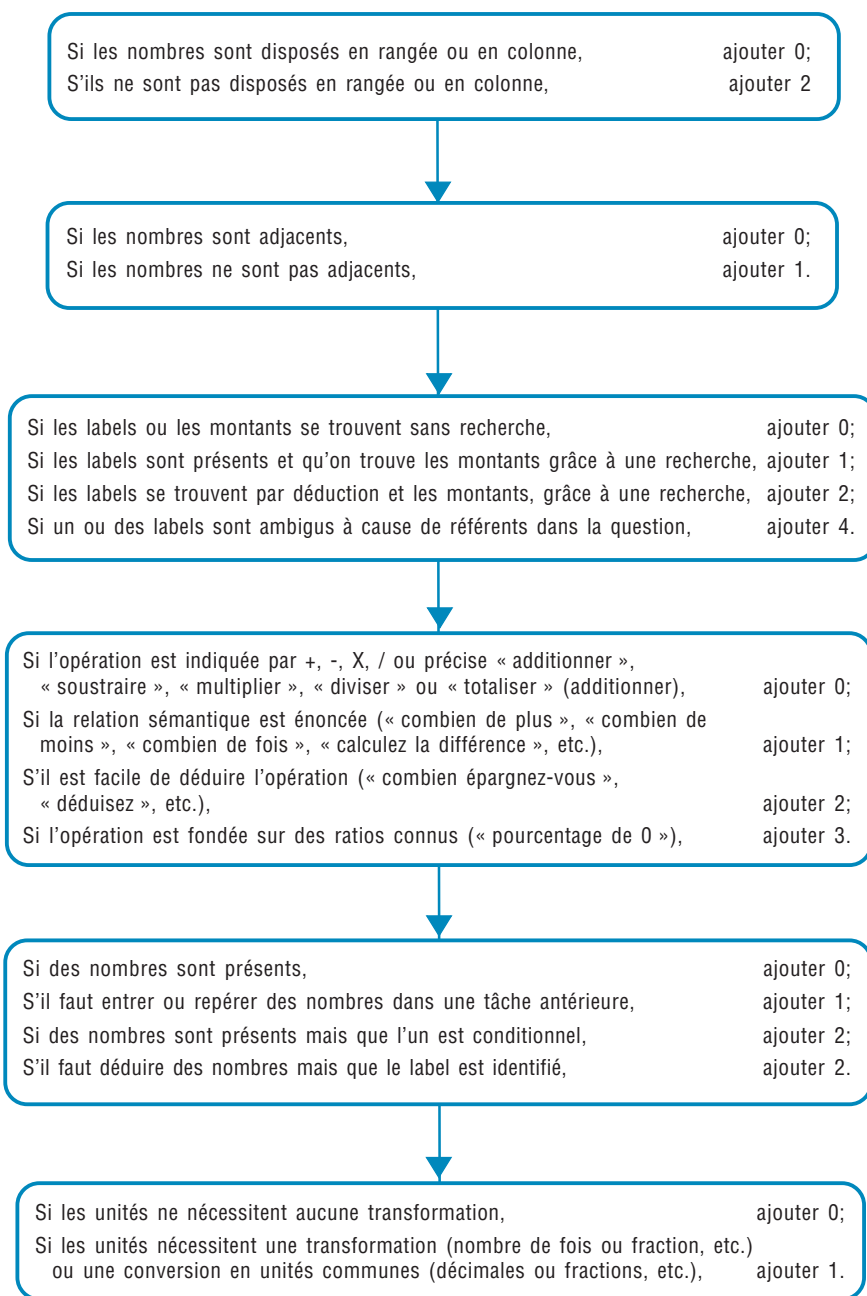 Si les nombres sont disposés en rangée ou en colonne, ajouter 0;
S'ils ne sont pas disposés en rangée ou en colonne, ajouter 2
Si les nombres sont adjacents, ajouter 0;
Si les nombres ne sont pas adjacents, ajouter 1.
Si les labels ou les montants se trouvent sans recherche, ajouter 0;
Si les labels sont présents et qu'on trouve les montants grâce à une recherche, ajouter 1;
Si les labels se trouvent par déduction et les montants, grâce à une recherche, ajouter 2;
Si un ou des labels sont ambigus à cause de référents dans la question, ajouter 4.
Si l'opération est indiquée par +, -, X, / ou précise « additionner »,
« soustraire », « multiplier », « diviser » ou « totaliser » (additionner), ajouter 0;
Si la relation sémantique est énoncée (« combien de plus », « combien de
moins », « combien de fois », « calculez la différence », etc.), ajouter 1;
S'il est facile de déduire l'opération (« combien épargnez-vous »,
« déduisez », etc.), ajouter 2;
Si l'opération est fondée sur des ratios connus (« pourcentage de 0 »), ajouter 3.
Si des nombres sont présents, ajouter 0;
S'il faut entrer ou repérer des nombres dans une tâche antérieure, ajouter 1;
Si des nombres sont présents mais que l'un est conditionnel, ajouter 2;
S'il faut déduire des nombres mais que le label est identifié, ajouter 2.
Si les unités ne nécessitent aucune transformation, ajouter 0;
Si les unités nécessitent une transformation (nombre de fois ou fraction, etc.)
ou une conversion en unités communes (décimales ou fractions, etc.), ajouter 1.